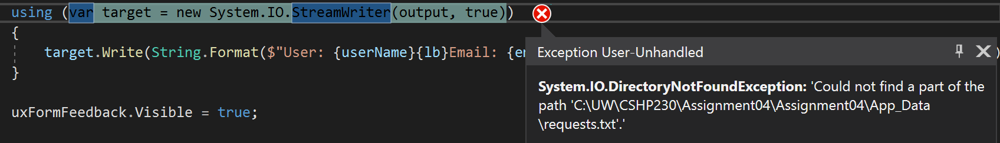 using (var target = new System.IO.StreamWriter(output, true))
{
target.Write(String.Format($"User: {userName}{lb}Email: {
)
}
uxFormFeedback.Visible = true;
Exception User-Unhandled
System.IO.DirectoryNotFoundException: 'Could not find a part of the
path 'C:\UW\CSHP230\Assignment04\Assignment04\App_Data
\requests.txt'.'